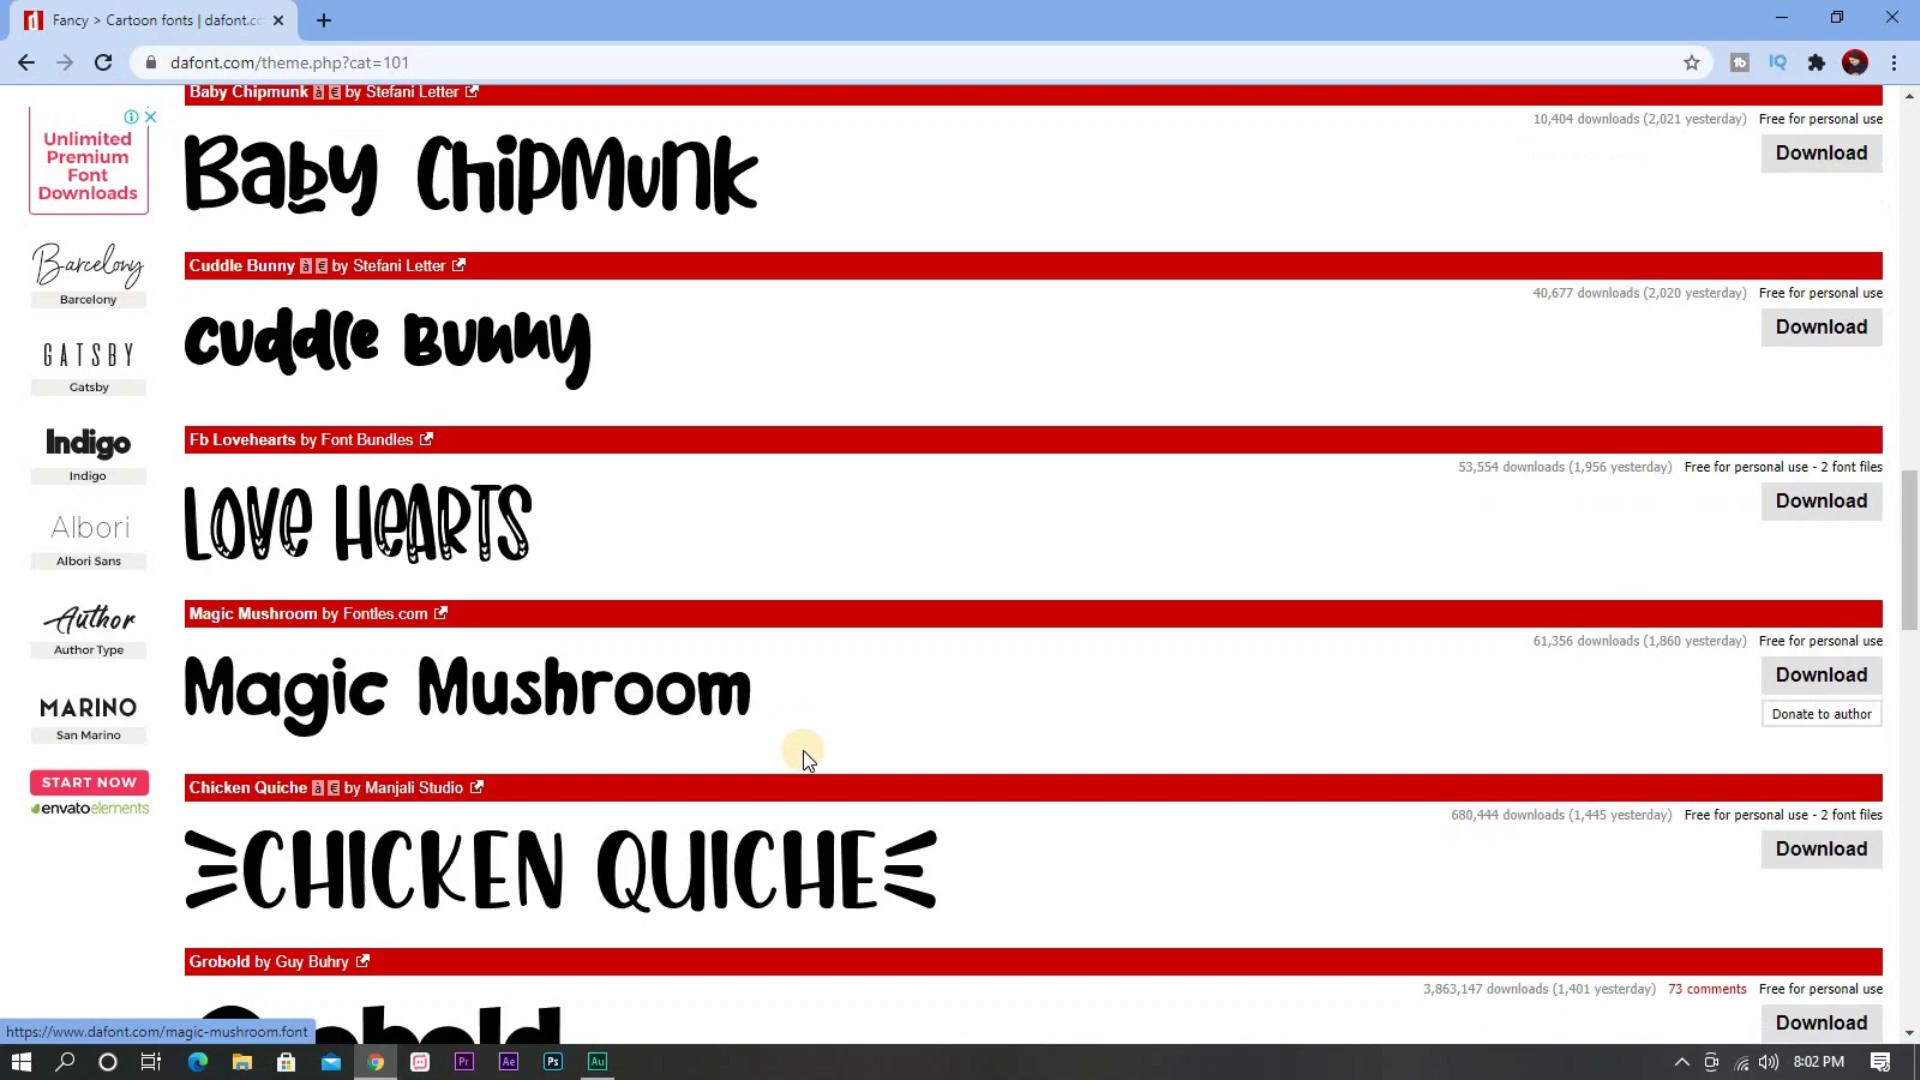 Fancy > Cartoon fonts | dafont.co
dafont.com/theme.php?cat=101
Unlimited
Premium
Font
Downloads
Barcelony
Barcelony
GATSBY
Gatsby
Indigo
Indigo
Albori
Albori Sans
Author
Author Type
MARINO
San Marino
START NOW
envatoelements
Baby Chipmunk à € by Stefani Letter
10,404 downloads (2,021 yesterday) Free for personal use
Baby Chipmunk
Download
Cuddle Bunny à € by Stefani Letter
40,677 downloads (2,020 yesterday) Free for personal use
Cuddle Bunny
Download
Fb Lovehearts by Font Bundles
53,554 downloads (1,956 yesterday) Free for personal use - 2 font files
Love Hearts
Download
Magic Mushroom by Fontles.com
61,356 downloads (1,860 yesterday) Free for personal use
Magic Mushroom
Download
Donate to author
Chicken Quiche à € by Manjali Studio
680,444 downloads (1,445 yesterday) Free for personal use - 2 font files
CHICKEN QUICHE
Download
Grobold by Guy Buhry
3,863,147 downloads (1,401 yesterday) 73 comments Free for personal use
Grobold
Download
https://www.dafont.com/magic-mushroom.font
Pr Ae Ps Au
8:02 PM